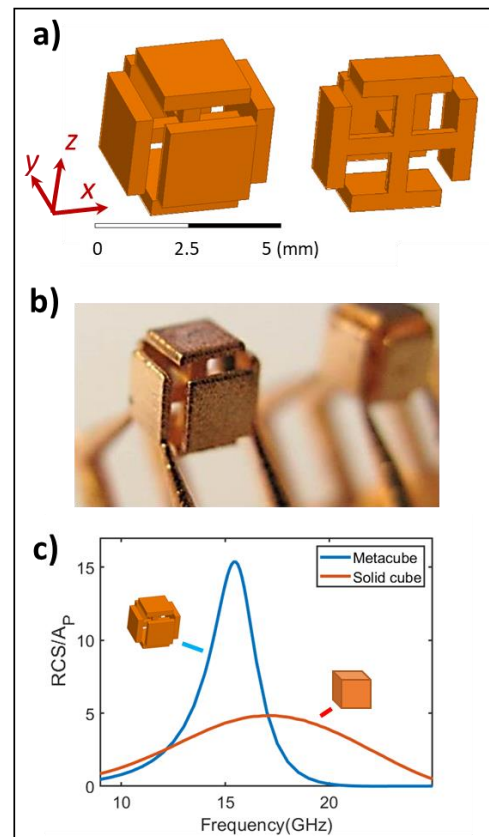 a)
y
z
x
0 2.5 5 (mm)
b)
c)
15
10
5
0
RCS/A_P
Metacube
Solid cube
10 15 20
Frequency(GHz)